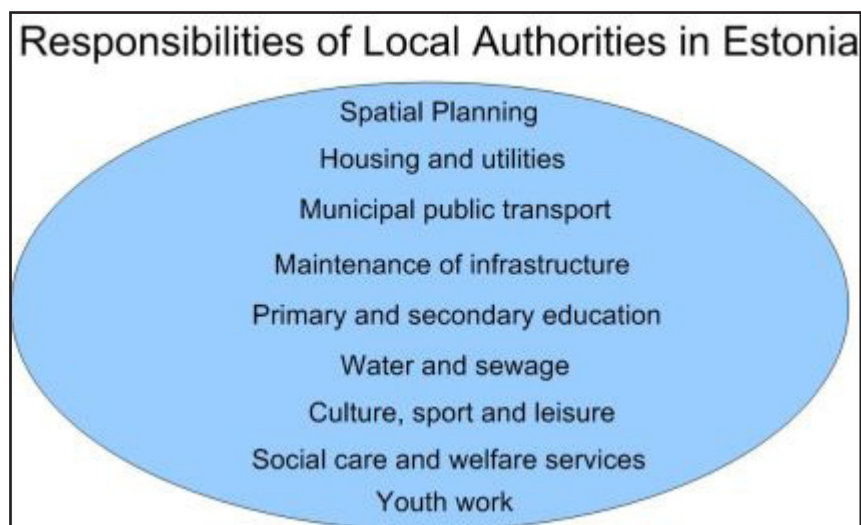 Responsibilities of Local Authorities in Estonia
Spatial Planning
Housing and utilities
Municipal public transport
Maintenance of infrastructure
Primary and secondary education
Water and sewage
Culture, sport and leisure
Social care and welfare services
Youth work